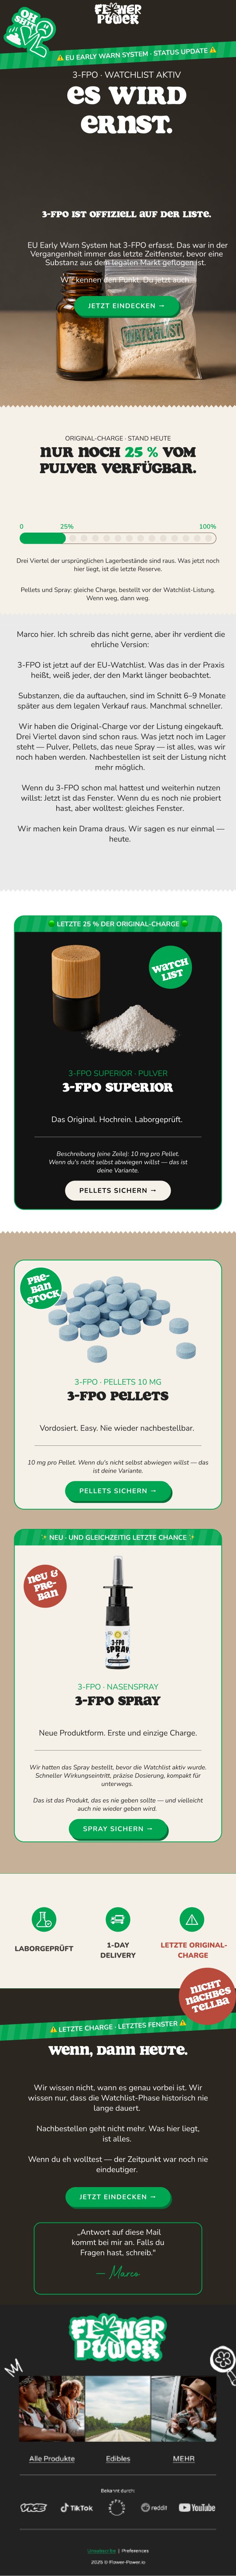 OH SHIT
FLOWER
POWER
⚠️ EU EARLY WARN SYSTEM · STATUS UPDATE ⚠️
3-FPO · WATCHLIST AKTIV
ES WIRD
ERNST.
3-FPO IST OFFIZIELL AUF DER LISTE.
EU Early Warn System hat 3-FPO erfasst. Das war in der
Vergangenheit immer das letzte Zeitfenster, bevor eine
Substanz aus dem legalen Markt geflogen ist.
Wir kennen den Punkt. Du jetzt auch.
JETZT EINDECKEN →
WATCHLIST
ORIGINAL-CHARGE · STAND HEUTE
NUR NOCH 25 % VOM
PULVER VERFÜGBAR.
0 25% 100%
Drei Viertel der ursprünglichen Lagerbestände sind raus. Was jetzt noch
hier liegt, ist die letzte Reserve.
Pellets und Spray: gleiche Charge, bestellt vor der Watchlist-Listung.
Wenn weg, dann weg.
Marco hier. Ich schreib das nicht gerne, aber ihr verdient die
ehrliche Version:
3-FPO ist jetzt auf der EU-Watchlist. Was das in der Praxis
heißt, weiß jeder, der den Markt länger beobachtet.
Substanzen, die da auftauchen, sind im Schnitt 6–9 Monate
später aus dem legalen Verkauf raus. Manchmal schneller.
Wir haben die Original-Charge vor der Listung eingekauft.
Drei Viertel davon sind schon raus. Was jetzt noch im Lager
steht — Pulver, Pellets, das neue Spray — ist alles, was wir
noch haben werden. Nachbestellen ist seit der Listung nicht
mehr möglich.
Wenn du 3-FPO schon mal hattest und weiterhin nutzen
willst: Jetzt ist das Fenster. Wenn du es noch nie probiert
hast, aber wolltest: gleiches Fenster.
Wir machen kein Drama draus. Wir sagen es nur einmal —
heute.
LETZTE 25 % DER ORIGINAL-CHARGE
WATCH
LIST
3-FPO SUPERIOR · PULVER
3-FPO SUPERIOR
Das Original. Hochrein. Laborgeprüft.
Beschreibung (eine Zeile): 10 mg pro Pellet.
Wenn du's nicht selbst abwiegen willst — das ist
deine Variante.
PELLETS SICHERN →
PRE-
BAN
STOCK
3-FPO · PELLETS 10 MG
3-FPO PELLETS
Vordosiert. Easy. Nie wieder nachbestellbar.
10 mg pro Pellet. Wenn du's nicht selbst abwiegen willst — das
ist deine Variante.
PELLETS SICHERN →
NEU · UND GLEICHZEITIG LETZTE CHANCE
NEU &
PRE-
BAN
3-FPO
SPRAY
3-FPO · NASENSPRAY
3-FPO SPRAY
Neue Produktform. Erste und einzige Charge.
Wir hatten das Spray bestellt, bevor die Watchlist aktiv wurde.
Schneller Wirkungseintritt, präzise Dosierung, kompakt für
unterwegs.
Das ist das Produkt, das es nie geben sollte — und vielleicht
auch nie wieder geben wird.
SPRAY SICHERN →
LABORGEPRÜFT
1-DAY
DELIVERY
LETZTE ORIGINAL-
CHARGE
NICHT
NACHBES
TELLBA
⚠️ LETZTE CHARGE · LETZTES FENSTER ⚠️
WENN, DANN HEUTE.
Wir wissen nicht, wann es genau vorbei ist. Wir
wissen nur, dass die Watchlist-Phase historisch nie
lange dauert.
Nachbestellen geht nicht mehr. Was hier liegt,
ist alles.
Wenn du eh wolltest — der Zeitpunkt war noch nie
eindeutiger.
JETZT EINDECKEN →
„Antwort auf diese Mail
kommt bei mir an. Falls du
Fragen hast, schreib."
— Marco
FLOWER
POWER
Alle Produkte
Edibles
MEHR
Bekannt durch:
VICE
TikTok
reddit
YouTube
Unsubscribe | Preferences
2025 © Flower-Power.io